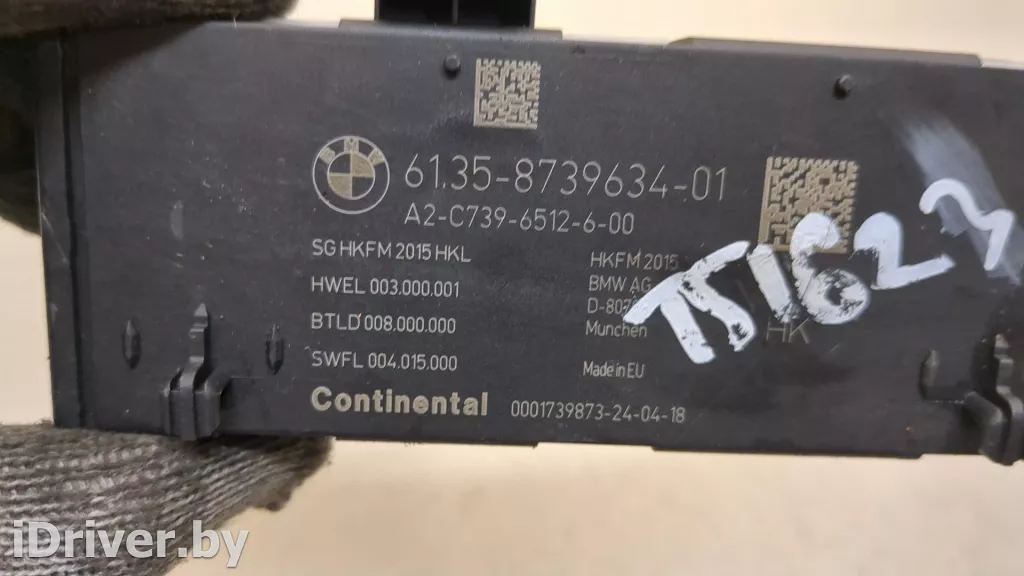 BMW
61.35-8739634-01
A2-C739-6512-6-00
SG HKFM 2015 HKL
HWEL 003.000.001
BTLD 008.000.000
SWFL 004.015.000
HKFM 2015
BMW AG
Munchen
Made in EU
HK
TS1623
Continental 0001739873-24-04-18
iDriver.by